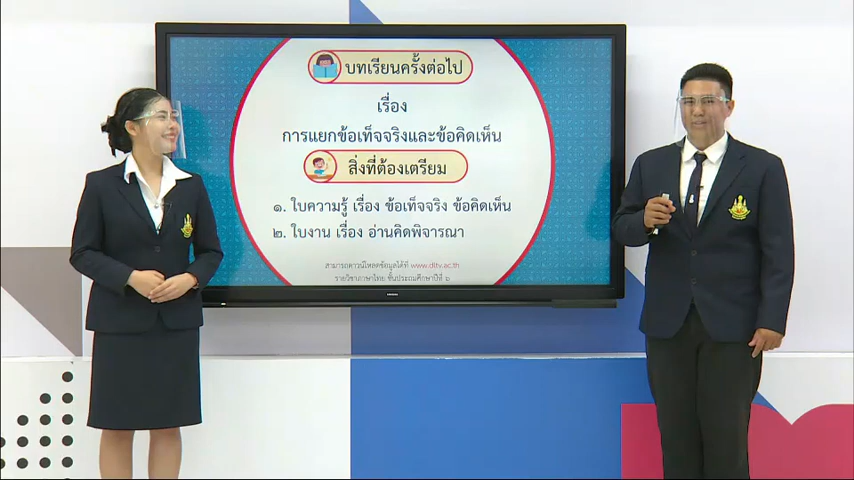 บทเรียนครั้งต่อไป
เรื่อง
การแยกข้อเท็จจริงและข้อคิดเห็น
สิ่งที่ต้องเตรียม
๑. ใบความรู้ เรื่อง ข้อเท็จจริง ข้อคิดเห็น
๒. ใบงาน เรื่อง อ่านคิดพิจารณา
สามารถดาวน์โหลดข้อมูลได้ที่ www.dltv.ac.th
รายวิชาภาษาไทย ชั้นประถมศึกษาปีที่ ๖
SAMSUNG